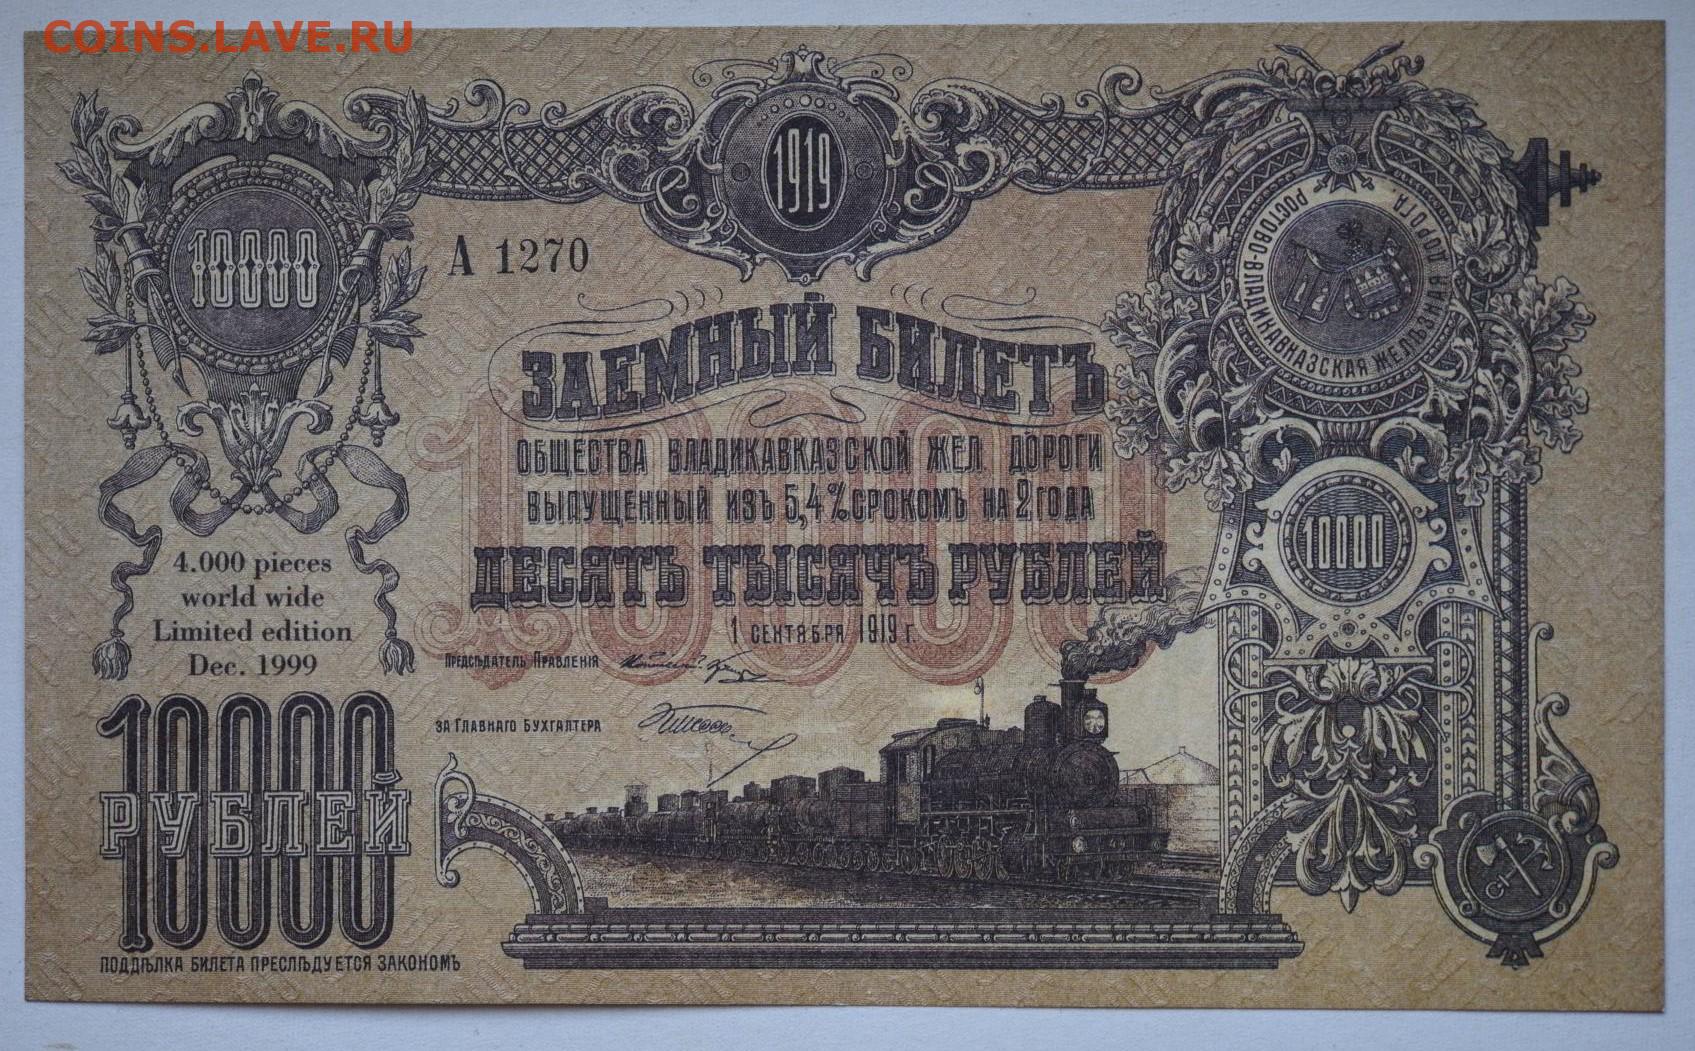 COINS.LAVE.RU
1919
10000
А 1270
РОСТОВО-ВЛАДИКАВКАЗСКАЯ ЖЕЛѢЗНАЯ ДОРОГА.
ЗАЕМНЫЙ БИЛЕТЪ
10000
ОБЩЕСТВА ВЛАДИКАВКАЗСКОЙ ЖЕЛ. ДОРОГИ
ВЫПУЩЕННЫЙ ИЗЪ 5,4% СРОКОМЪ НА 2 ГОДА
10000
ДЕСЯТЬ ТЫСЯЧЪ РУБЛЕЙ
1 СЕНТЯБРЯ 1919 Г.
4.000 pieces
world wide
Limited edition
Dec. 1999
ПРЕДСѢДАТЕЛЬ ПРАВЛЕНІЯ
ЗА ГЛАВНАГО БУХГАЛТЕРА
10000
РУБЛЕЙ
ПОДДѢЛКА БИЛЕТА ПРЕСЛѢДУЕТСЯ ЗАКОНОМЪ